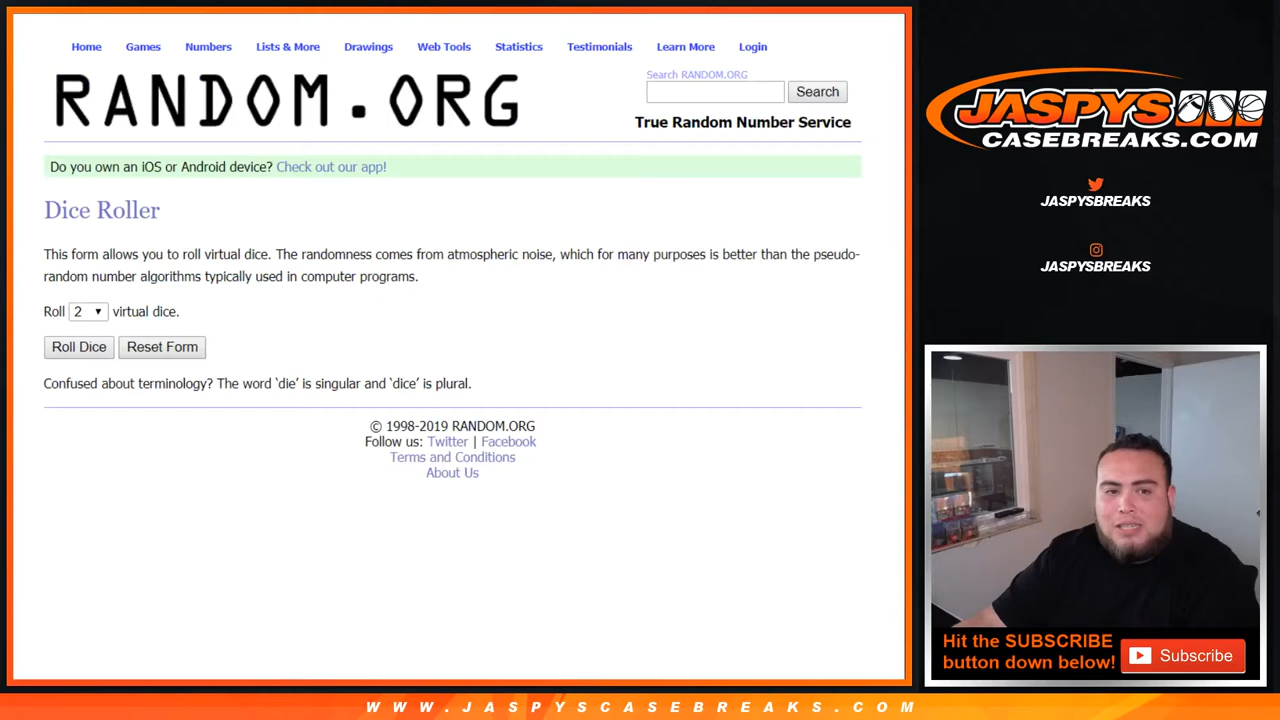 Home Games Numbers Lists & More Drawings Web Tools Statistics Testimonials Learn More Login
RANDOM.ORG
Search RANDOM.ORG
Search
True Random Number Service
Do you own an iOS or Android device? Check out our app!
Dice Roller
This form allows you to roll virtual dice. The randomness comes from atmospheric noise, which for many purposes is better than the pseudo-
random number algorithms typically used in computer programs.
Roll 2 virtual dice.
Roll Dice Reset Form
Confused about terminology? The word ‘die’ is singular and ‘dice’ is plural.
© 1998-2019 RANDOM.ORG
Follow us: Twitter | Facebook
Terms and Conditions
About Us
JASPYS
CASEBREAKS.COM
JASPYSBREAKS
JASPYSBREAKS
Hit the SUBSCRIBE
button down below!
Subscribe
WWW.JASPYSCASEBREAKS.COM